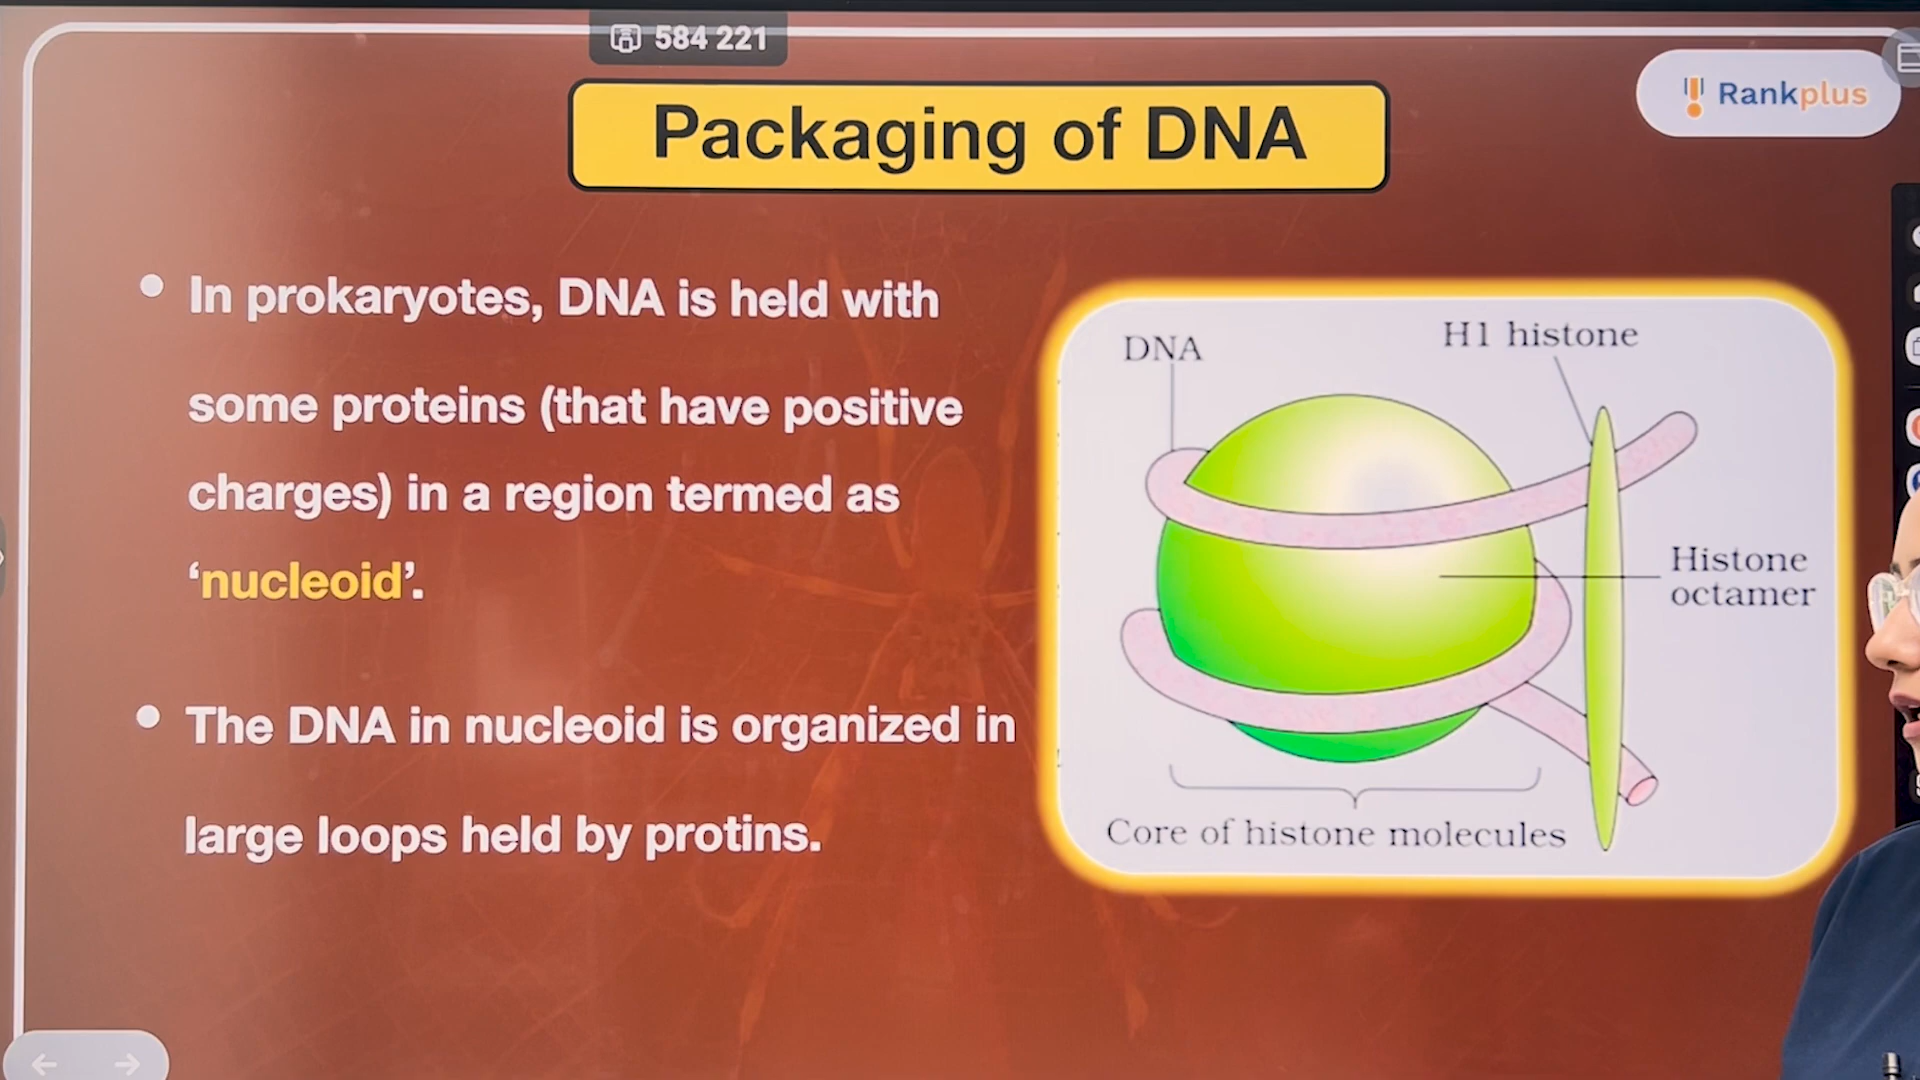 584 221
Packaging of DNA
Rankplus
• In prokaryotes, DNA is held with
some proteins (that have positive
charges) in a region termed as
‘nucleoid’.
• The DNA in nucleoid is organized in
large loops held by protins.
DNA
H1 histone
Histone
octamer
Core of histone molecules